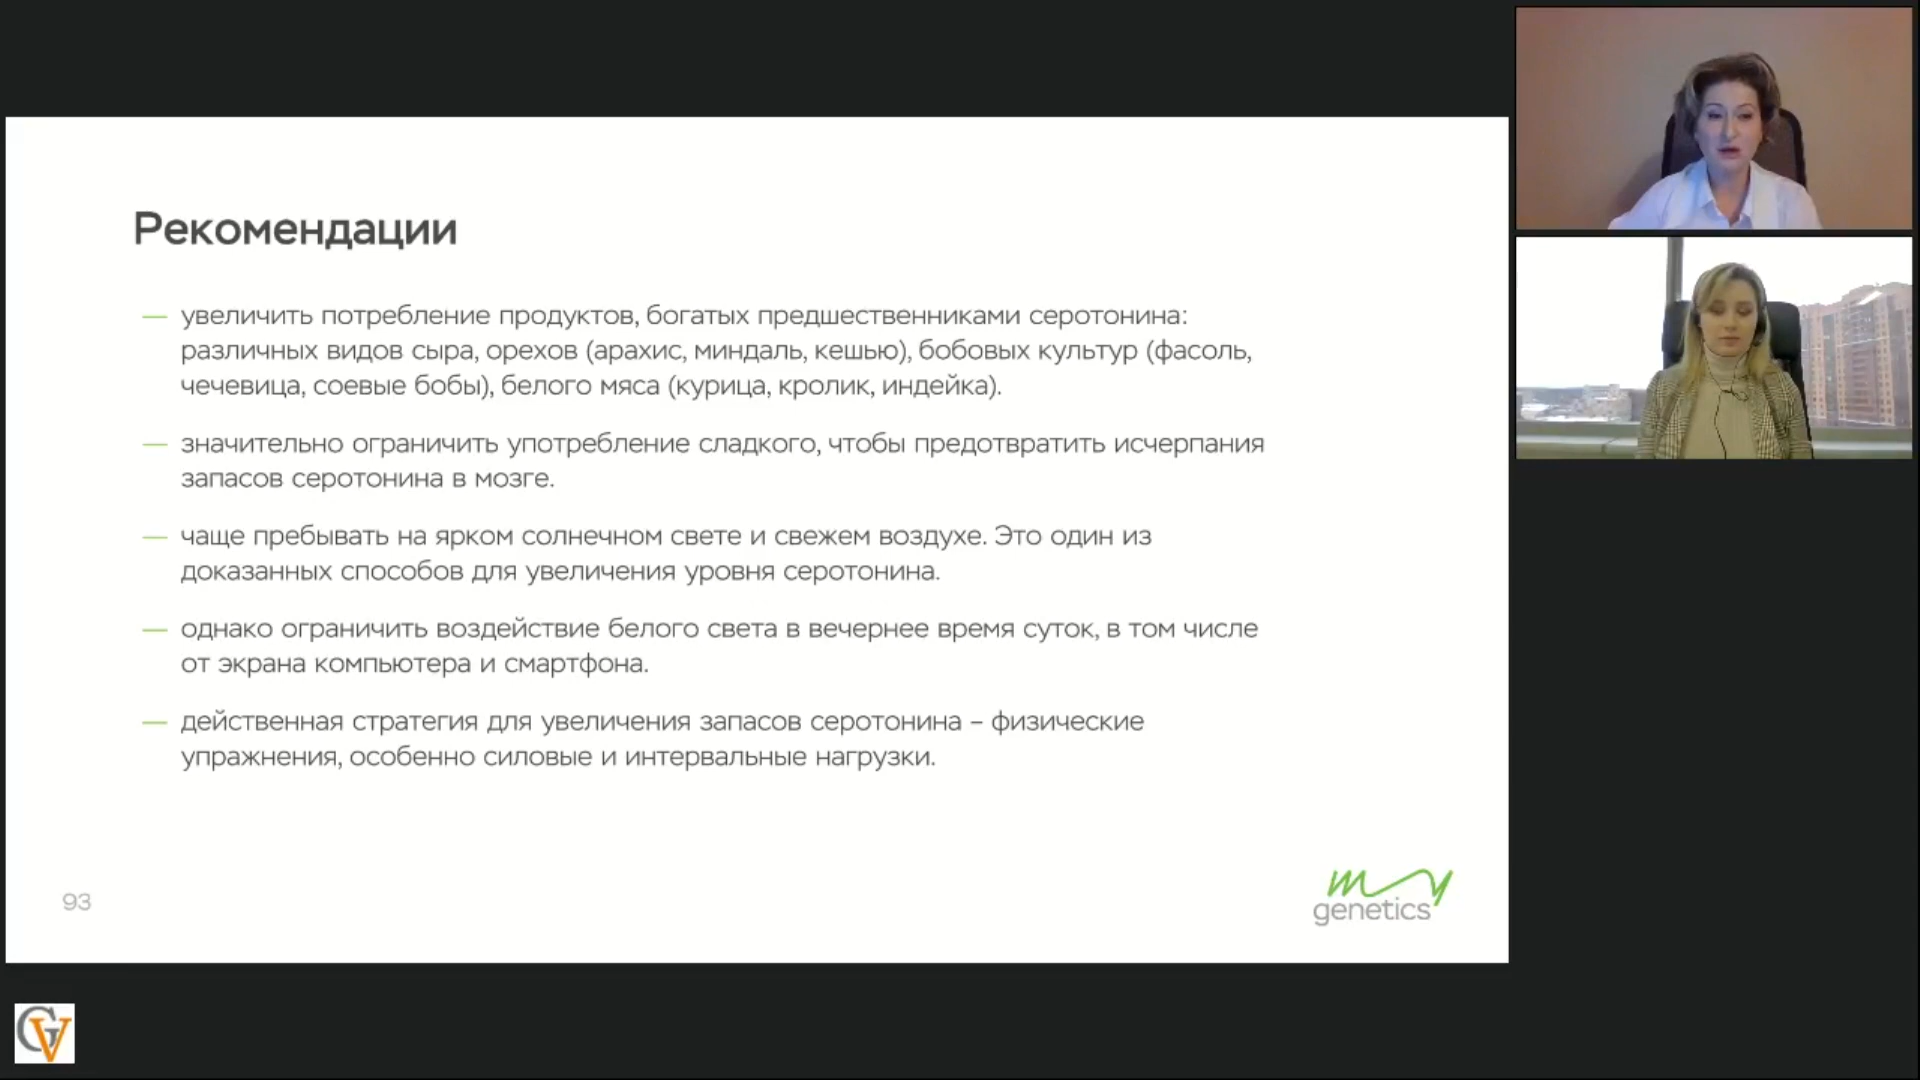 Рекомендации
— увеличить потребление продуктов, богатых предшественниками серотонина:
различных видов сыра, орехов (арахис, миндаль, кешью), бобовых культур (фасоль,
чечевица, соевые бобы), белого мяса (курица, кролик, индейка).
— значительно ограничить употребление сладкого, чтобы предотвратить исчерпания
запасов серотонина в мозге.
— чаще пребывать на ярком солнечном свете и свежем воздухе. Это один из
доказанных способов для увеличения уровня серотонина.
— однако ограничить воздействие белого света в вечернее время суток, в том числе
от экрана компьютера и смартфона.
— действенная стратегия для увеличения запасов серотонина – физические
упражнения, особенно силовые и интервальные нагрузки.
93
my
genetics
GV